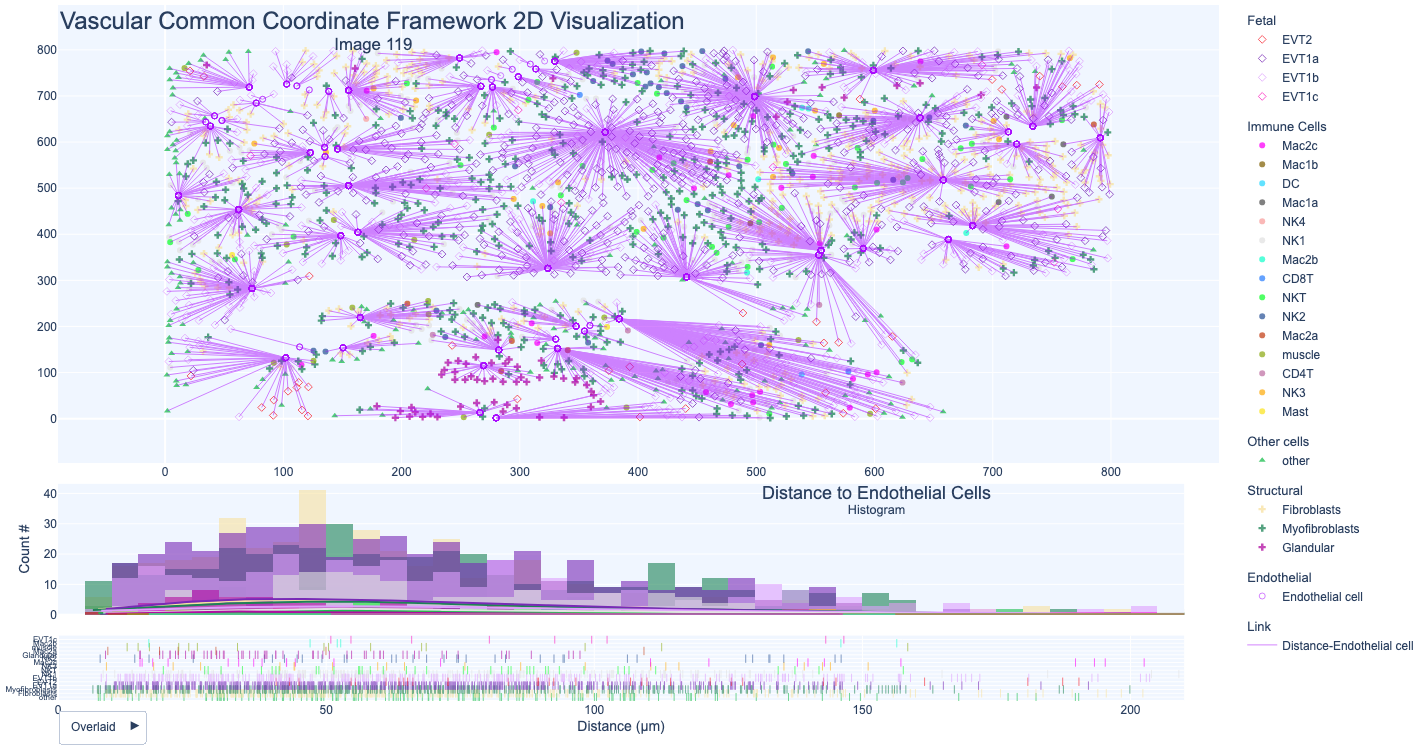 Vascular Common Coordinate Framework 2D Visualization
Image 119
800
700
600
500
400
300
200
100
0
0 100 200 300 400 500 600 700 800
Fetal
EVT2
EVT1a
EVT1b
EVT1c
Immune Cells
Mac2c
Mac1b
DC
Mac1a
NK4
NK1
Mac2b
CD8T
NKT
NK2
Mac2a
muscle
CD4T
NK3
Mast
Other cells
other
Structural
Fibroblasts
Myofibroblasts
Glandular
Endothelial
Endothelial cell
Link
Distance-Endothelial cell
Distance to Endothelial Cells
Histogram
Count #
40
30
20
10
0
EVT1c
Glandular
Myofibroblasts
Fibroblasts
other
0 50 100 150 200
Distance (μm)
Overlaid ►